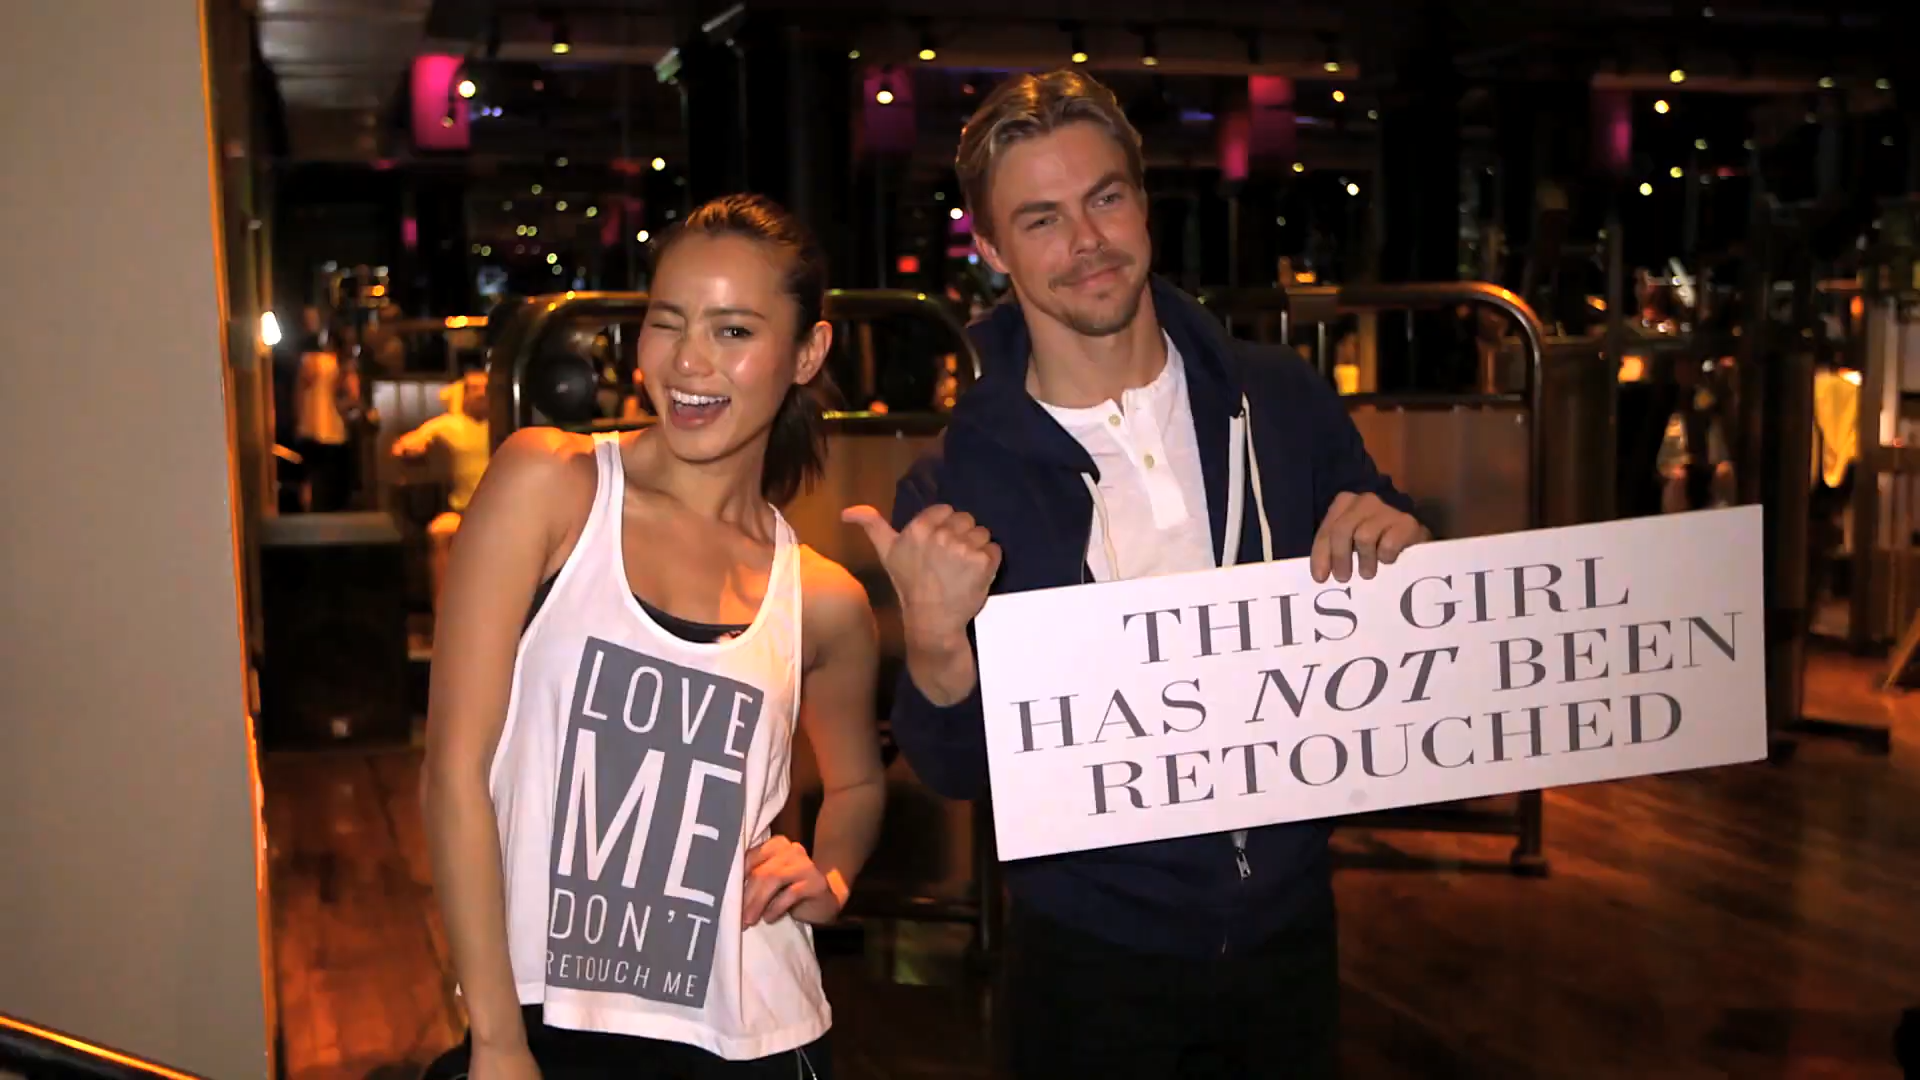 LOVE
ME
DON'T
RETOUCH ME
THIS GIRL
HAS NOT BEEN
RETOUCHED